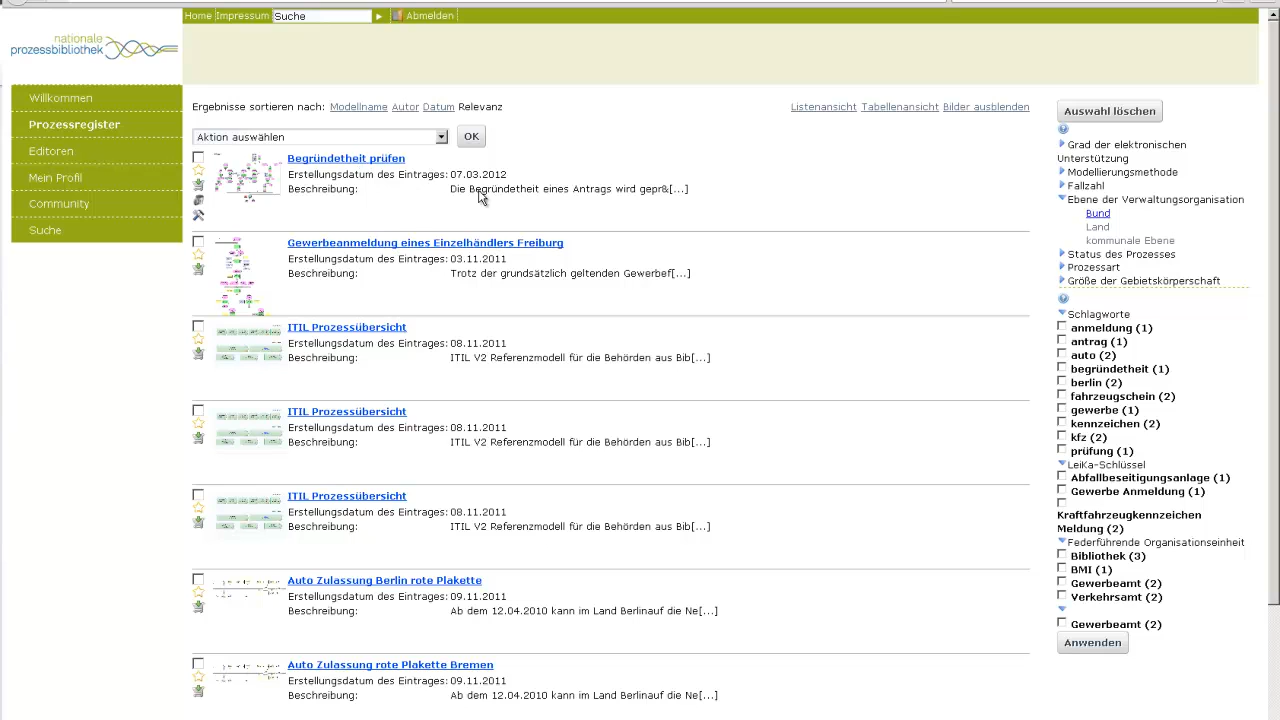 Home Impressum Suche Abmelden
nationale
prozessbibliothek
Willkommen
Prozessregister
Editoren
Mein Profil
Community
Suche
Ergebnisse sortieren nach: Modellname Autor Datum Relevanz
Listenansicht Tabellenansicht Bilder ausblenden
Aktion auswählen OK
Begründetheit prüfen
Erstellungsdatum des Eintrages: 07.03.2012
Beschreibung: Die Begründetheit eines Antrags wird gepr&[...]
Gewerbeanmeldung eines Einzelhändlers Freiburg
Erstellungsdatum des Eintrages: 03.11.2011
Beschreibung: Trotz der grundsätzlich geltenden Gewerbef[...]
ITIL Prozessübersicht
Erstellungsdatum des Eintrages: 08.11.2011
Beschreibung: ITIL V2 Referenzmodell für die Behörden aus Bib[...]
ITIL Prozessübersicht
Erstellungsdatum des Eintrages: 08.11.2011
Beschreibung: ITIL V2 Referenzmodell für die Behörden aus Bib[...]
ITIL Prozessübersicht
Erstellungsdatum des Eintrages: 08.11.2011
Beschreibung: ITIL V2 Referenzmodell für die Behörden aus Bib[...]
Auto Zulassung Berlin rote Plakette
Erstellungsdatum des Eintrages: 09.11.2011
Beschreibung: Ab dem 12.04.2010 kann im Land Berlinauf die Ne[...]
Auto Zulassung rote Plakette Bremen
Erstellungsdatum des Eintrages: 09.11.2011
Beschreibung: Ab dem 12.04.2010 kann im Land Berlinauf die Ne[...]
Auswahl löschen
Grad der elektronischen
Unterstützung
Modellierungsmethode
Fallzahl
Ebene der Verwaltungsorganisation
Bund
Land
kommunale Ebene
Status des Prozesses
Prozessart
Größe der Gebietskörperschaft
Schlagworte
anmeldung (1)
antrag (1)
auto (2)
begründetheit (1)
berlin (2)
fahrzeugschein (2)
gewerbe (1)
kennzeichen (2)
kfz (2)
prüfung (1)
LeiKa-Schlüssel
Abfallbeseitigungsanlage (1)
Gewerbe Anmeldung (1)
Kraftfahrzeugkennzeichen
Meldung (2)
Federführende Organisationseinheit
Bibliothek (3)
BMI (1)
Gewerbeamt (2)
Verkehrsamt (2)
Gewerbeamt (2)
Anwenden